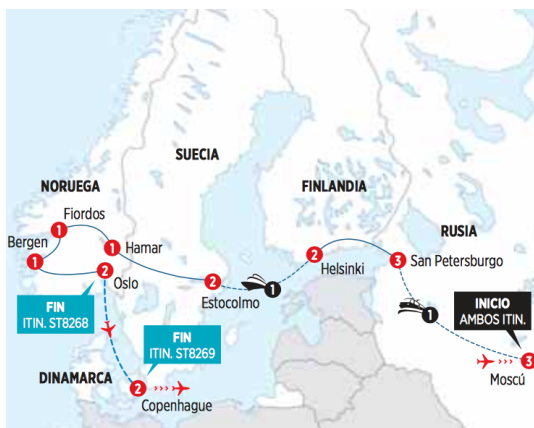 SUECIA
NORUEGA
FINLANDIA
Fiordos
1
RUSIA
Bergen
1
1
Hamar
1
2
Oslo
2
Estocolmo
1
2
Helsinki
3
San Petersburgo
1
FIN
ITIN. ST8268
FIN
ITIN. ST8269
INICIO
AMBOS ITIN.
3
Moscú
DINAMARCA
2
Copenhague